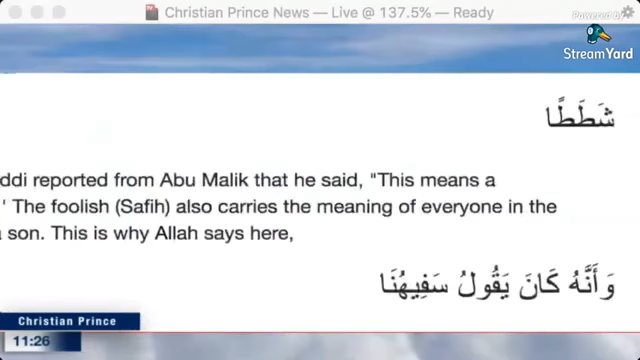 Christian Prince News — Live @ 137.5% — Ready
Powered by
StreamYard
شَطَطًا
ddi reported from Abu Malik that he said, "This means a
.' The foolish (Safih) also carries the meaning of everyone in the
a son. This is why Allah says here,
وَأَنَّهُ كَانَ يَقُولُ سَفِيهُنَا
Christian Prince
11:26